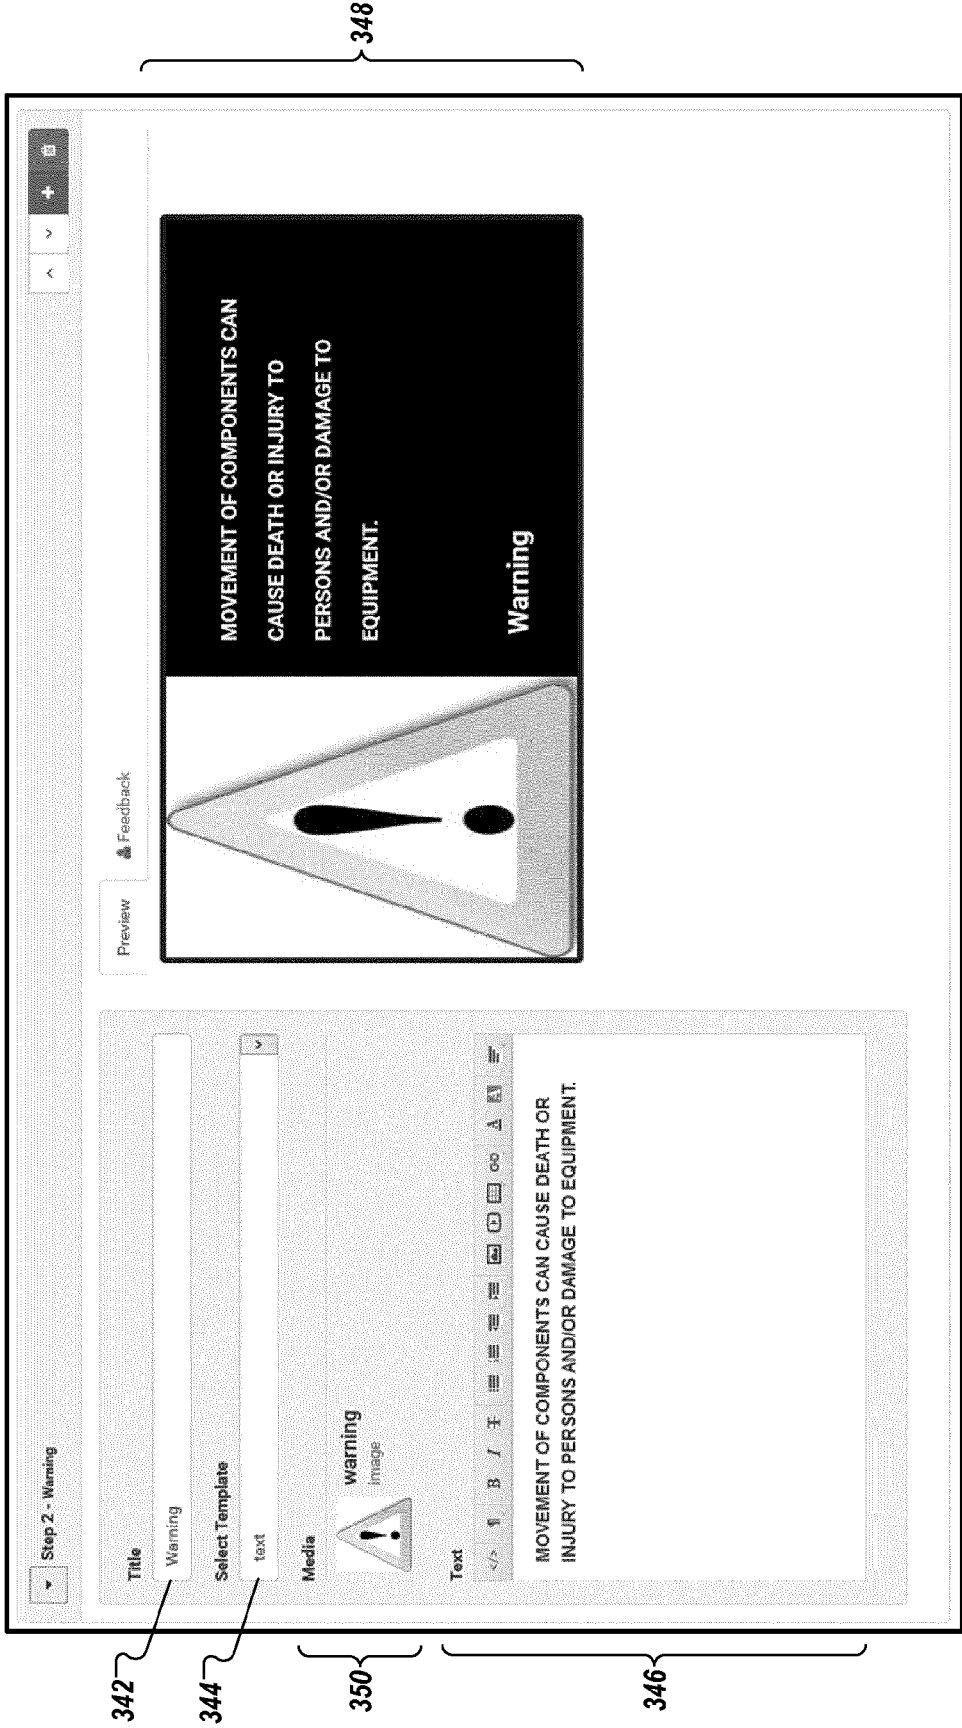 Step 2 - Warning
342
Title
Warning
344
Select Template
text
350
Media
warning
image
346
Text
</> ¶ B I T A A
MOVEMENT OF COMPONENTS CAN CAUSE DEATH OR
INJURY TO PERSONS AND/OR DAMAGE TO EQUIPMENT.
Preview
Feedback
348
MOVEMENT OF COMPONENTS CAN
CAUSE DEATH OR INJURY TO
PERSONS AND/OR DAMAGE TO
EQUIPMENT.
Warning